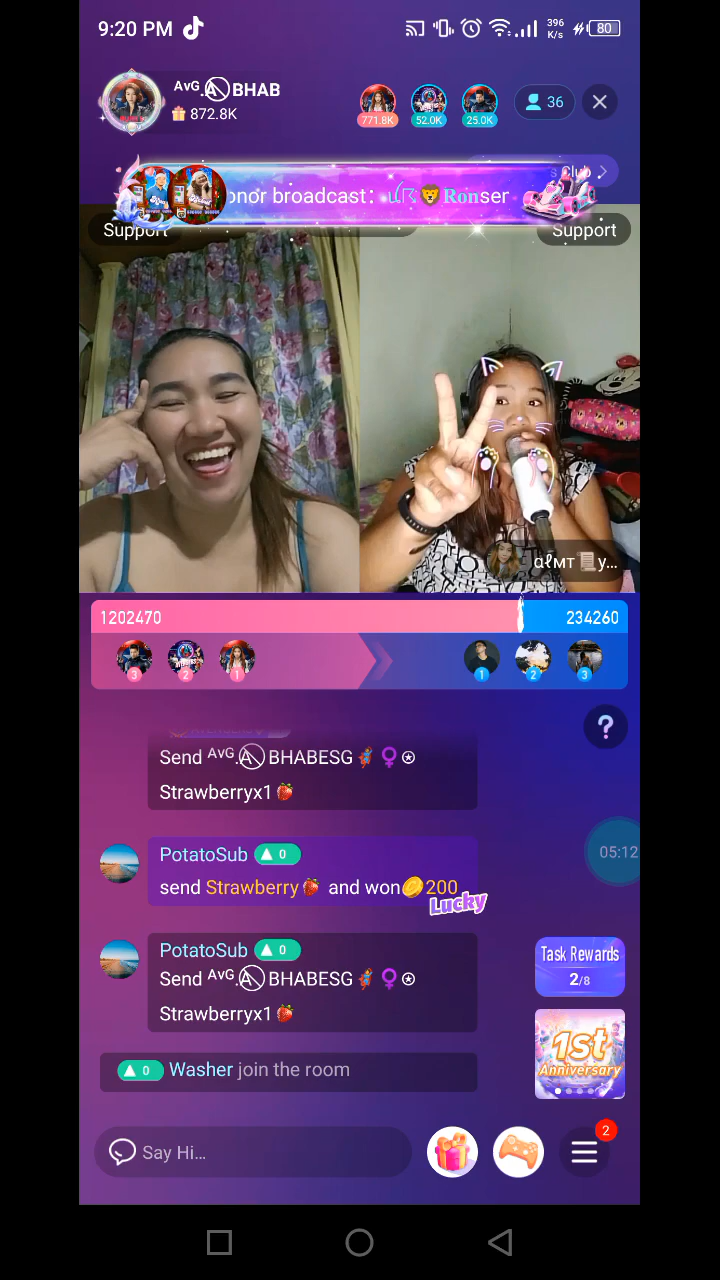 9:20 PM
396
K/s
80
ᴬᵛᴳ.A BHAB
872.8K
771.8K
52.0K
25.0K
36
s Club
onor broadcast: 🦁Ronser
Support
Support
αℓмт📜y...
1202470
234260
3
2
1
1
2
3
Send ᴬᵛᴳ.A BHABESG🦸‍♀️⍟
Strawberryx1🍓
PotatoSub 0
send Strawberry🍓 and won 200
Lucky
05:12
PotatoSub 0
Send ᴬᵛᴳ.A BHABESG🦸‍♀️⍟
Strawberryx1🍓
Task Rewards
2/8
1st
Anniversary
0 Washer join the room
Say Hi...
2